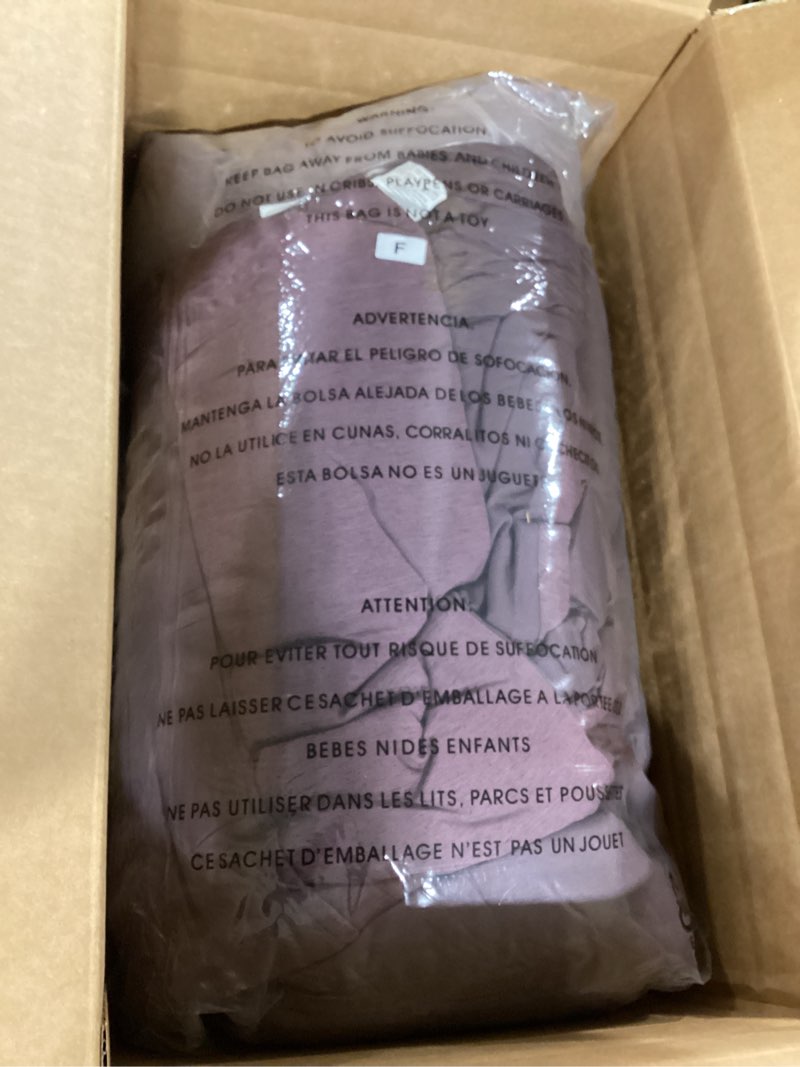 WARNING:
TO AVOID SUFFOCATION
KEEP BAG AWAY FROM BABIES AND CHILDREN
DO NOT USE IN CRIBS, PLAYPENS OR CARRIAGES
THIS BAG IS NOT A TOY
F
ADVERTENCIA
PARA EVITAR EL PELIGRO DE SOFOCACION,
MANTENGA LA BOLSA ALEJADA DE LOS BEBES
NO LA UTILICE EN CUNAS, CORRALITOS NI
ESTA BOLSA NO ES UN JUGUETE
ATTENTION:
POUR EVITER TOUT RISQUE DE SUFFOCATION
NE PAS LAISSER CE SACHET D'EMBALLAGE A LA PORTEE
BEBES NI DES ENFANTS
NE PAS UTILISER DANS LES LITS, PARCS ET POUSSETTES
CE SACHET D'EMBALLAGE N'EST PAS UN JOUET